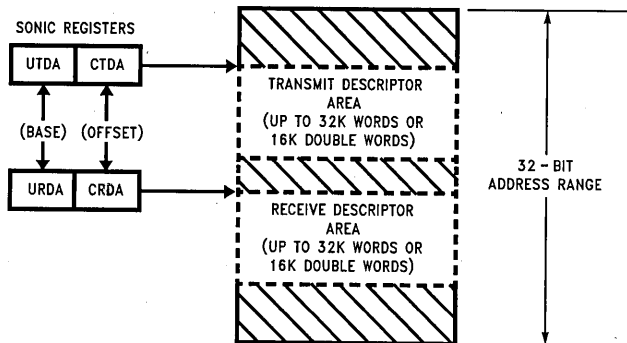 SONIC REGISTERS
UTDA CTDA
(BASE) (OFFSET)
URDA CRDA
TRANSMIT DESCRIPTOR
AREA
(UP TO 32K WORDS OR
16K DOUBLE WORDS)
RECEIVE DESCRIPTOR
AREA
(UP TO 32K WORDS OR
16K DOUBLE WORDS)
32-BIT
ADDRESS RANGE